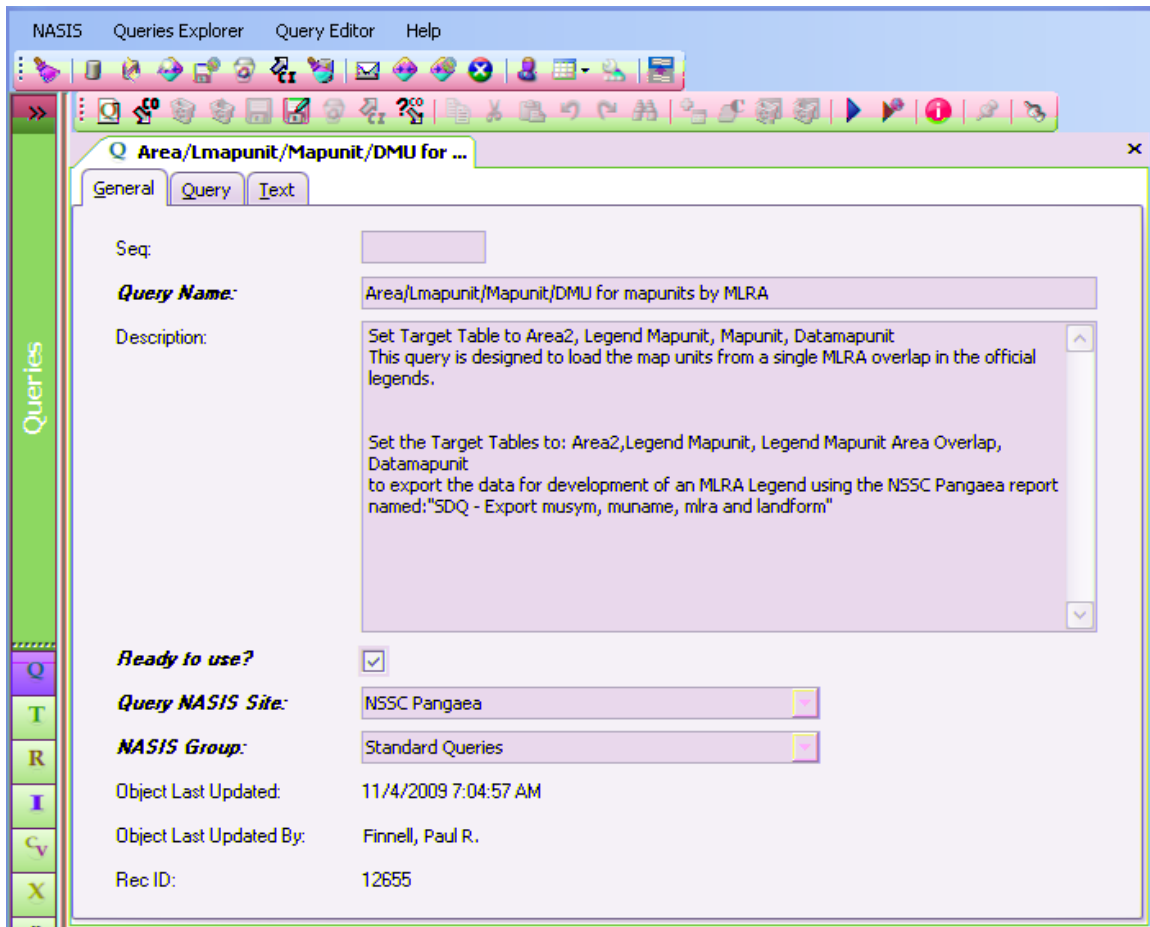 NASIS Queries Explorer Query Editor Help
Q Area/Lmapunit/Mapunit/DMU for ...
General Query Text
Seq:
Query Name: Area/Lmapunit/Mapunit/DMU for mapunits by MLRA
Description: Set Target Table to Area2, Legend Mapunit, Mapunit, Datamapunit
This query is designed to load the map units from a single MLRA overlap in the official
legends.
Set the Target Tables to: Area2,Legend Mapunit, Legend Mapunit Area Overlap,
Datamapunit
to export the data for development of an MLRA Legend using the NSSC Pangaea report
named:"SDQ - Export musym, muname, mlra and landform"
Ready to use?
Query NASIS Site: NSSC Pangaea
NASIS Group: Standard Queries
Object Last Updated: 11/4/2009 7:04:57 AM
Object Last Updated By: Finnell, Paul R.
Rec ID: 12655
Queries
Q
T
R
I
CV
X